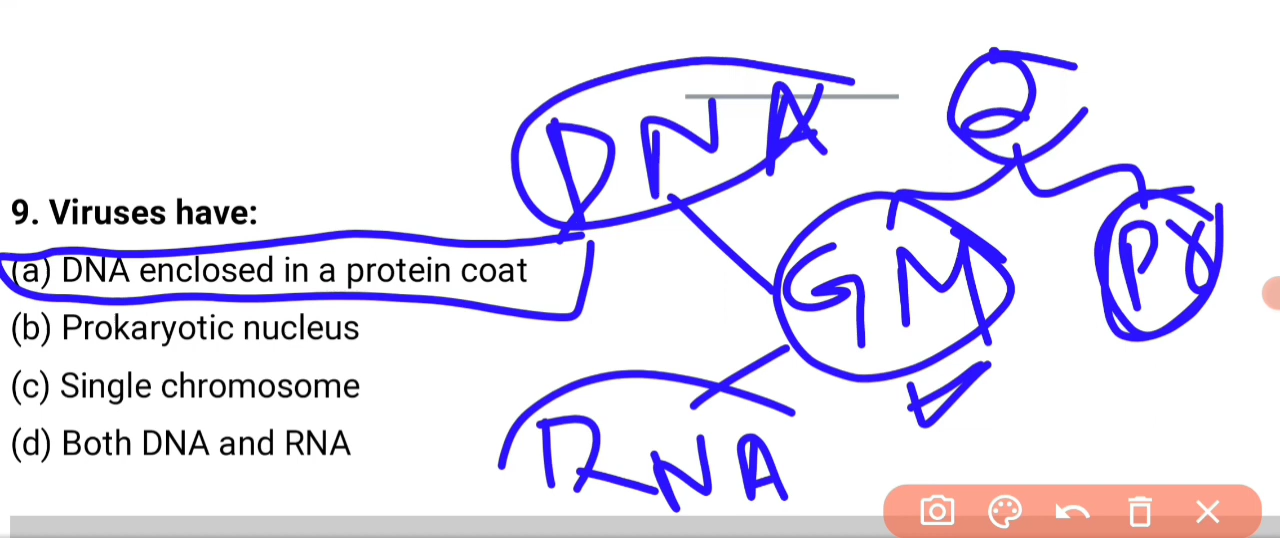 DNA
9. Viruses have:
(a) DNA enclosed in a protein coat
GM
PX
(b) Prokaryotic nucleus
(c) Single chromosome
(d) Both DNA and RNA
RNA